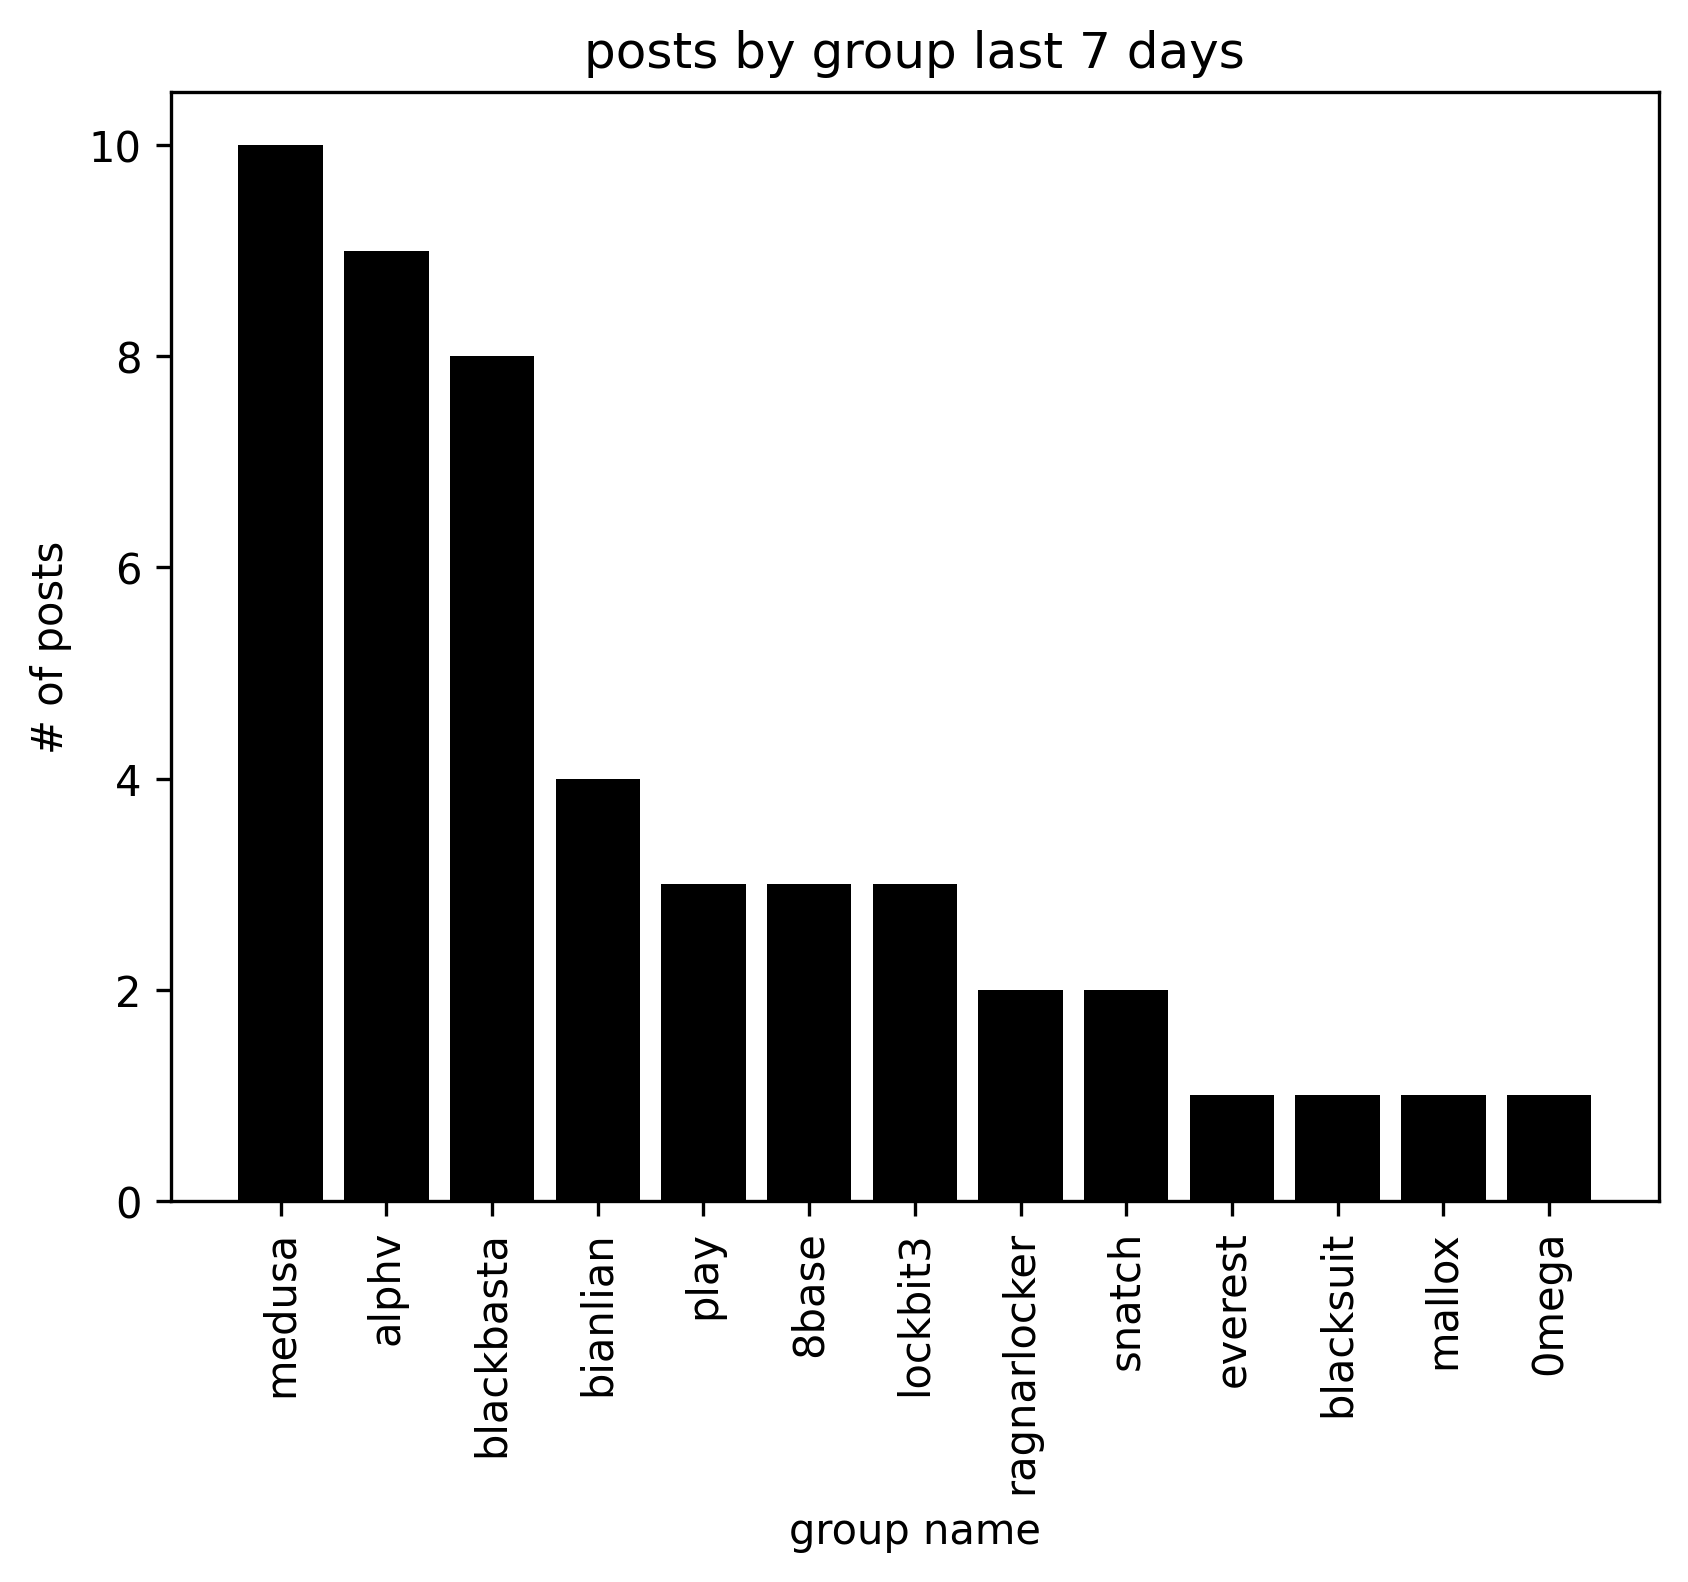 posts by group last 7 days
# of posts
10
8
6
4
2
0
medusa
alphv
blackbasta
bianlian
play
8base
lockbit3
ragnarlocker
snatch
everest
blacksuit
mallox
0mega
group name